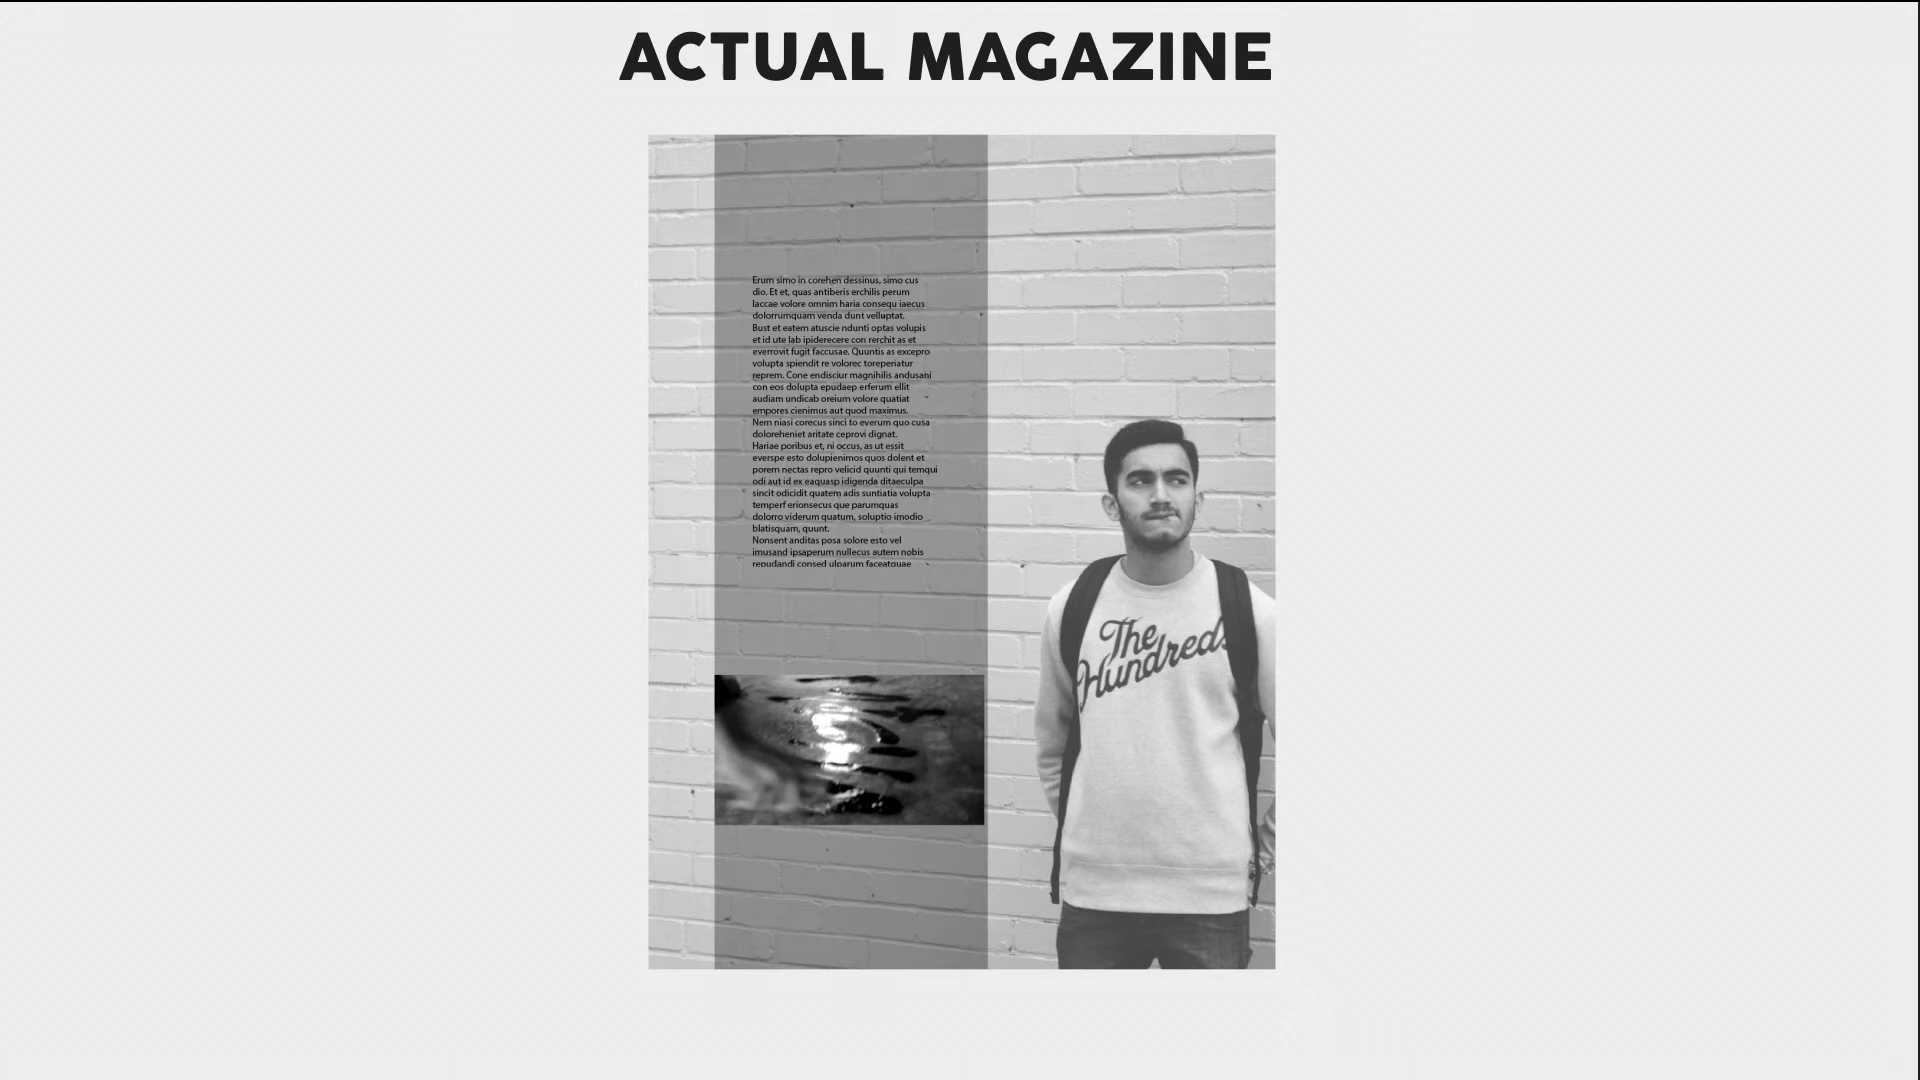 ACTUAL MAGAZINE
Erum simo in corehen dessinus, simo cus
dio. Et et, quas antiberis erchilis perum
laccae volore omnim haria consequ iaecus
dolorrumquam venda dunt velluptat.
Bust et eatem atuscie ndunti optas volupis
et id ute lab ipiderecere con rerchit as et
everrovit fugit faccusae. Quuntis as excepro
volupta spiendit re volorec toreperiatur
reprem. Cone endisciur magnihilis andusani
con eos dolupta epudaep erferum ellit
audiam undicab oreium volore quatiat
empores cienimus aut quod maximus.
Nem niasi corecus sinci to everum quo cusa
doloreheniet aritate ceprovi dignat.
Hariae poribus et, ni occus, as ut essit
everspe esto dolupienimos quos dolent et
porem nectas repro velicid quunti qui temqui
odi aut id ex eaquasp idigenda ditaeculpa
sincit odicidit quatem adis suntiatia volupta
temperf erionsecus que parumquas
dolorro viderum quatum, soluptio imodio
blatisquam, quunt.
Nonsent anditas posa solore esto vel
imusand ipsaperum nullecus autem nobis
repudandi consed ulparum faceatquae
The
Hundreds